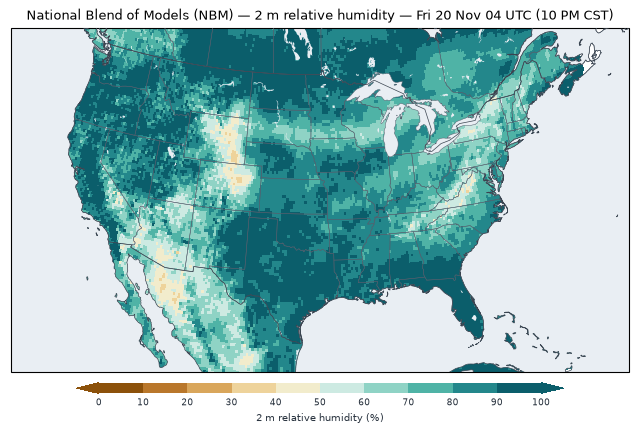 National Blend of Models (NBM) — 2 m relative humidity — Fri 20 Nov 04 UTC (10 PM CST)
0 10 20 30 40 50 60 70 80 90 100
2 m relative humidity (%)